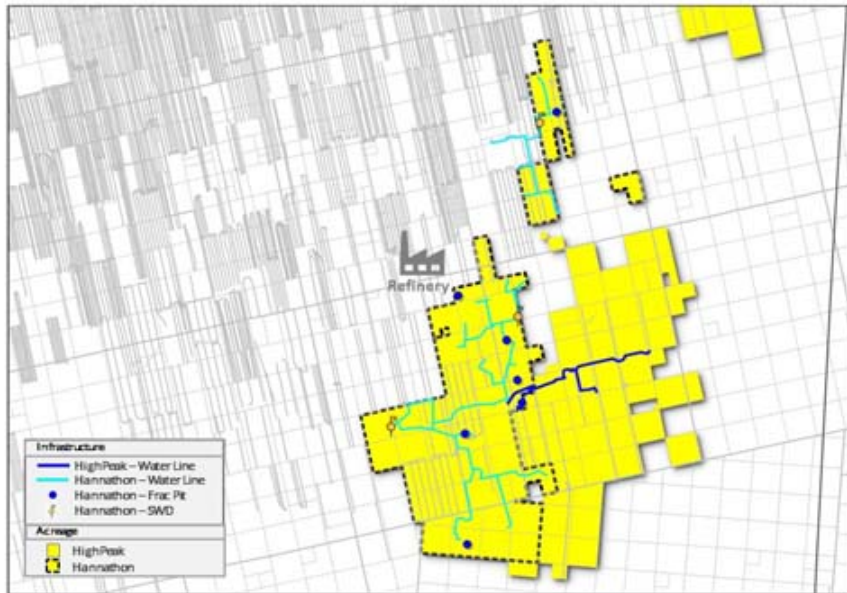 Refinery
Infrastructure
HighPeak – Water Line
Hannathon – Water Line
Hannathon – Frac Pit
Hannathon – SWD
Acreage
HighPeak
Hannathon